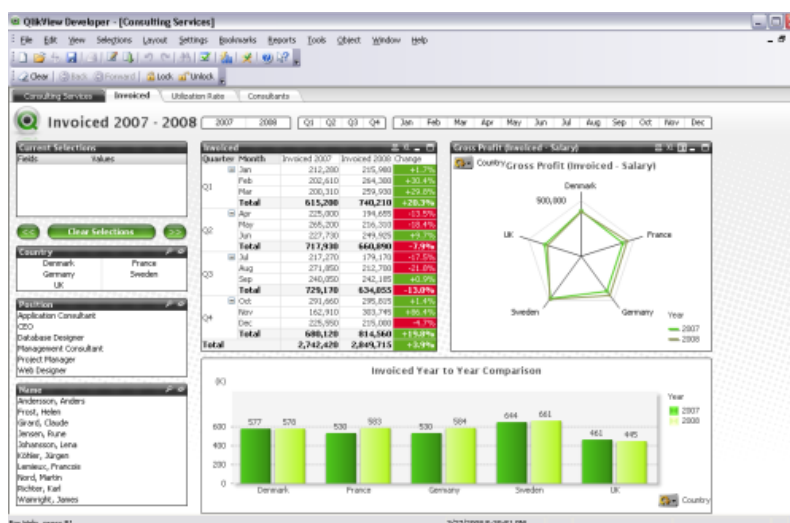 QlikView Developer - [Consulting Services]
File Edit View Selections Layout Settings Bookmarks Reports Tools Object Window Help
Clear Back Forward Lock Unlock
Consulting Services Invoiced Utilization Rate Consultants
Invoiced 2007 - 2008 2007 2008 Q1 Q2 Q3 Q4 Jan Feb Mar Apr May Jun Jul Aug Sep Oct Nov Dec
Current Selections
Fields Values
<< Clear Selections >>
Country
Denmark France
Germany Sweden
UK
Position
Application Consultant
CEO
Database Designer
Management Consultant
Project Manager
Web Designer
Name
Andersson, Anders
Frost, Helen
Girard, Claude
Jensen, Rune
Johansson, Lena
Köhler, Jürgen
Lemieux, Francois
Nord, Martin
Richter, Karl
Wainright, James
Invoiced
Quarter Month Invoiced 2007 Invoiced 2008 Change
Q1 Jan 212,280 215,980 +1.7%
Feb 202,610 264,300 +30.4%
Mar 200,310 259,930 +29.8%
Total 615,200 740,210 +20.3%
Q2 Apr 225,000 194,655 -13.5%
May 265,200 216,310 -18.4%
Jun 227,730 249,925 +9.7%
Total 717,930 660,890 -7.9%
Q3 Jul 217,270 179,170 -17.5%
Aug 271,850 212,700 -21.8%
Sep 240,050 242,185 +0.9%
Total 729,170 634,055 -13.0%
Q4 Oct 291,660 295,815 +1.4%
Nov 162,910 303,745 +86.4%
Dec 225,550 215,000 -4.7%
Total 680,120 814,560 +19.8%
Total 2,742,420 2,849,715 +3.9%
Gross Profit (Invoiced - Salary)
Country Gross Profit (Invoiced - Salary)
Denmark
900,000
UK France
Sweden Germany
Year
2007
2008
Invoiced Year to Year Comparison
(K)
600
400
200
0
577 578 530 583 530 584 644 661 461 445
Denmark France Germany Sweden UK
Year
2007
2008
Country